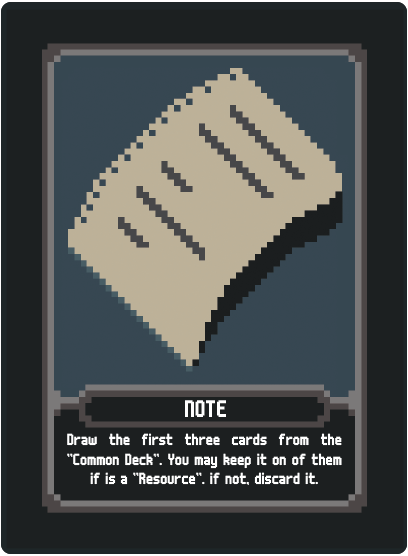 NOTE
Draw the first three cards from the
"Common Deck". You may keep it on of them
if is a "Resource". if not, discard it.